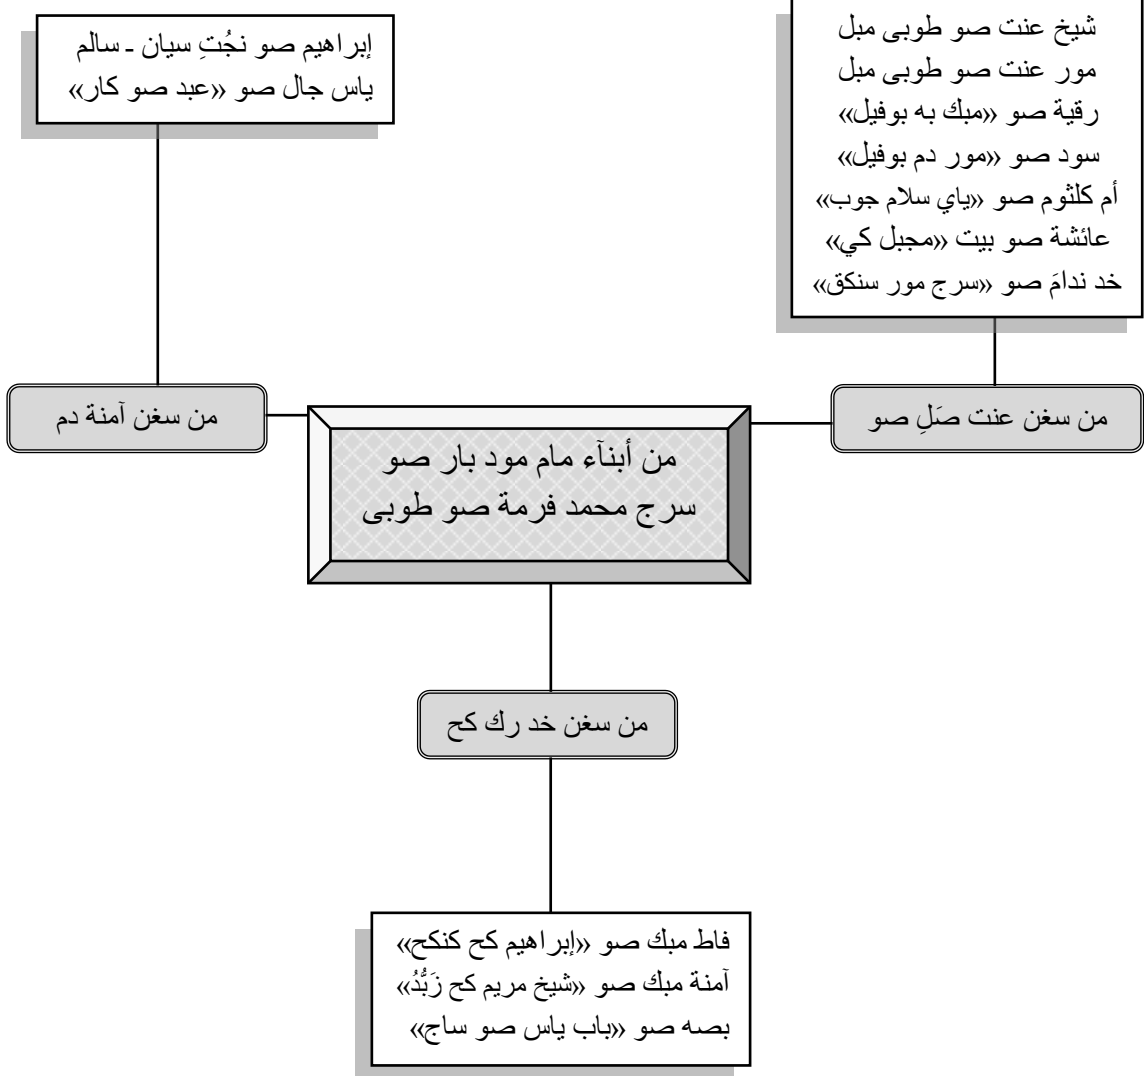 شيخ عنت صو طوبى مبل
مور عنت صو طوبى مبل
رقية صو «مبك به بوفيل»
سود صو «مور دم بوفيل»
أم كلثوم صو «ياي سلام جوب»
عائشة صو بيت «مجبل كي»
خد ندامَ صو «سرج مور سنكق»
إبراهيم صو نجُتِ سيان ـ سالم
ياس جال صو «عبد صو كار»
من سغن عنت صَلِ صو
من أبنآء مام مود بار صو
سرج محمد فرمة صو طوبى
من سغن آمنة دم
من سغن خد رك كح
فاط مبك صو «إبراهيم كح كنكح»
آمنة مبك صو «شيخ مريم كح زَبُّدُ»
بصه صو «باب ياس صو ساج»